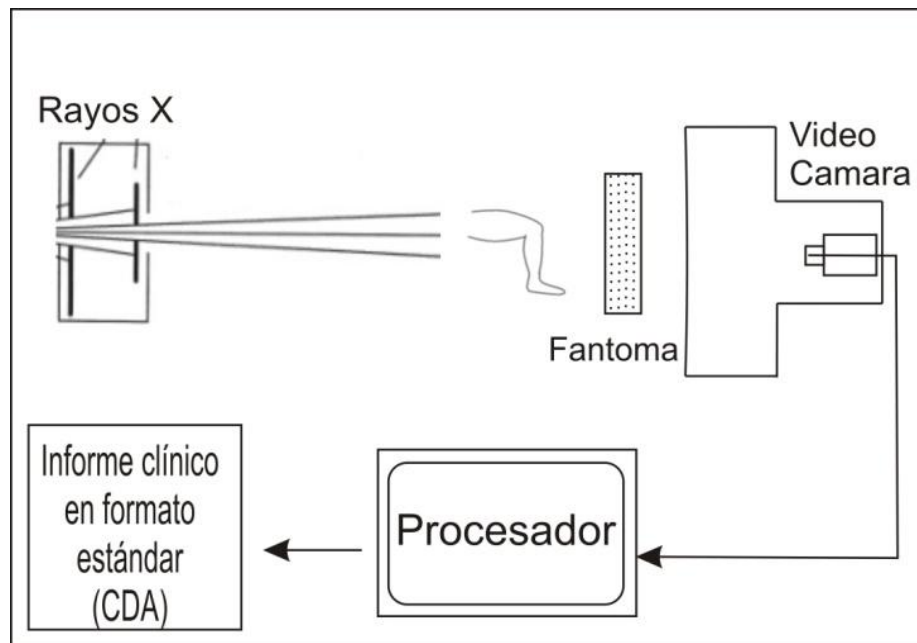 Rayos X
Video
Camara
Fantoma
Informe clínico
en formato
estándar
(CDA)
Procesador